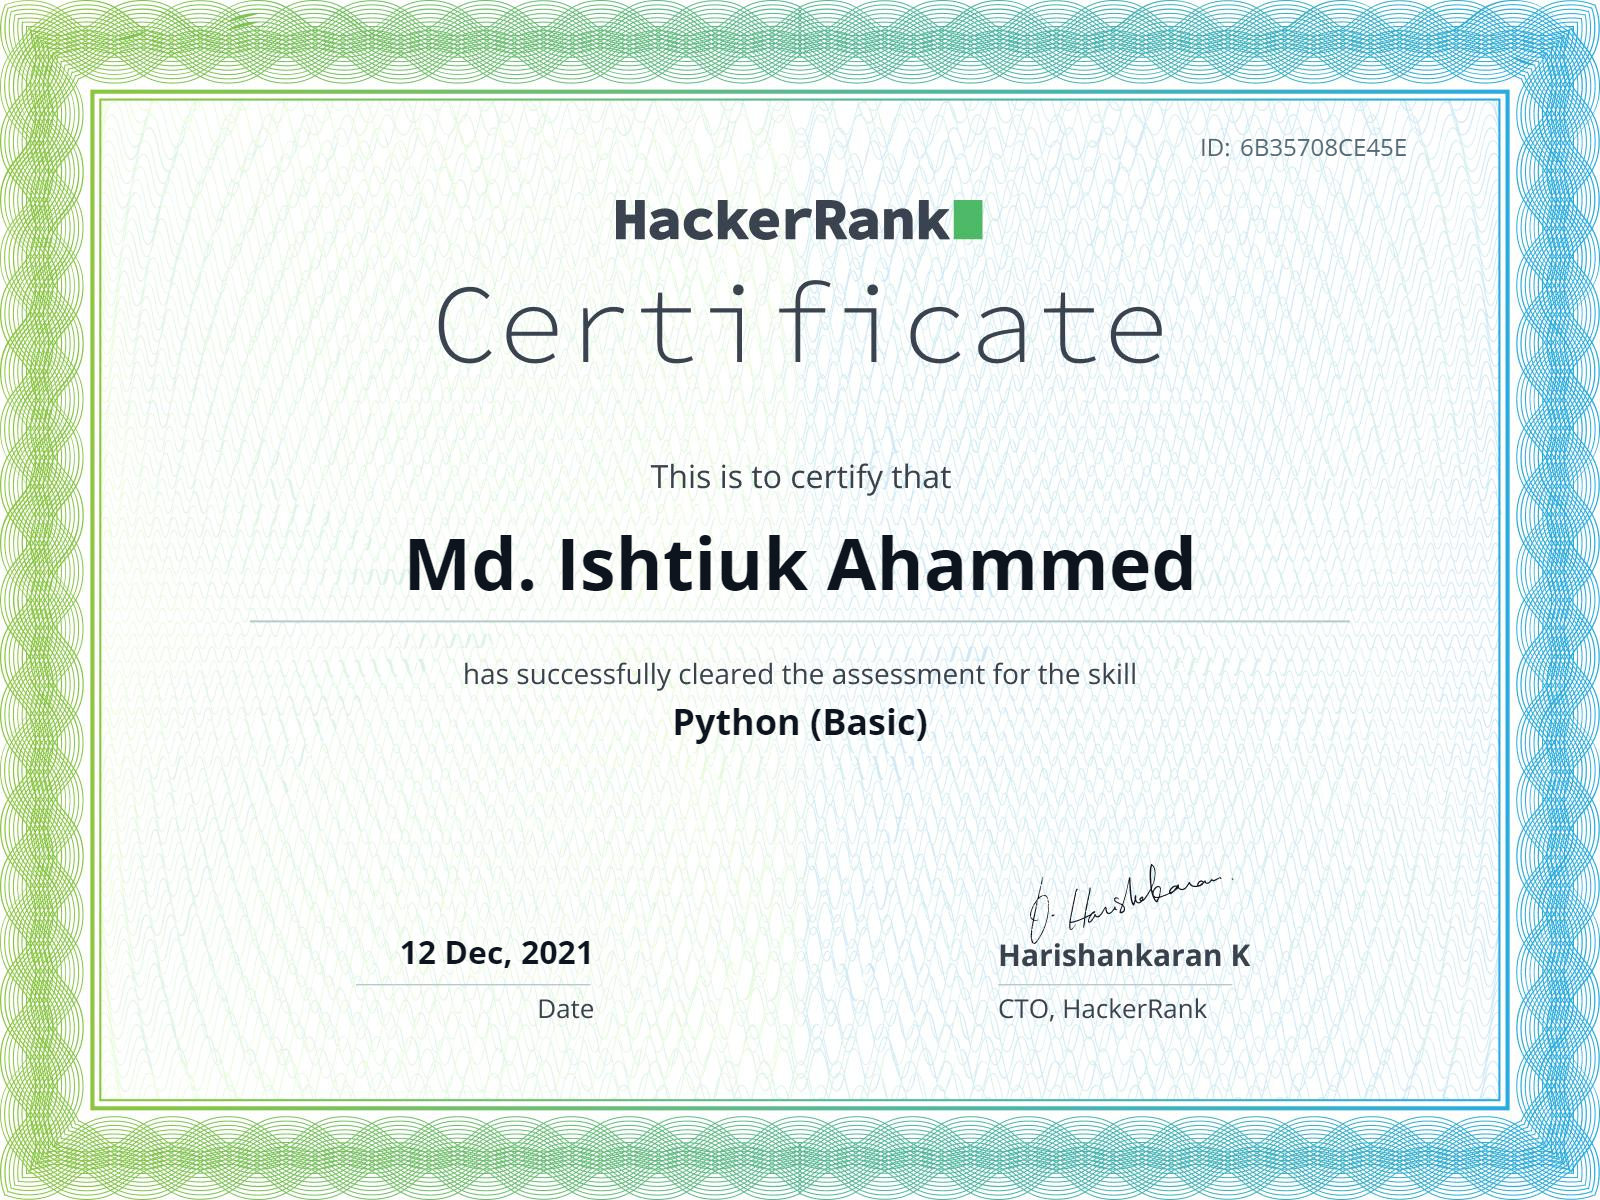 ID: 6B35708CE45E
HackerRank
Certificate
This is to certify that
Md. Ishtiuk Ahammed
has successfully cleared the assessment for the skill
Python (Basic)
12 Dec, 2021
Date
Harishankaran K
CTO, HackerRank